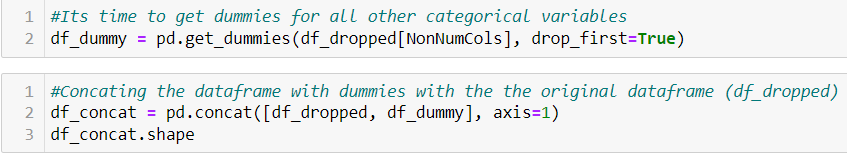 1 #Its time to get dummies for all other categorical variables
2 df_dummy = pd.get_dummies(df_dropped[NonNumCols], drop_first=True)
1 #Concating the dataframe with dummies with the the original dataframe (df_dropped)
2 df_concat = pd.concat([df_dropped, df_dummy], axis=1)
3 df_concat.shape